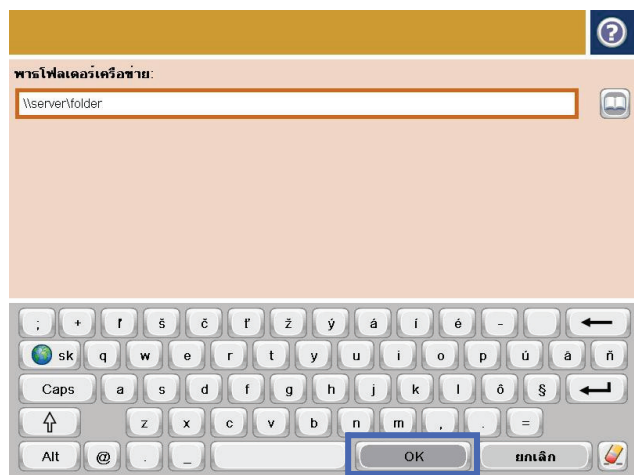 ?
พาธโฟลเดอร์เครือข่าย:
\\server\folder
; + ľ š č ť ž ý á í é -
sk q w e r t y u i o p ú ä ň
Caps a s d f g h j k l ô §
z x c v b n m , . =
Alt @ . _ OK ยกเลิก